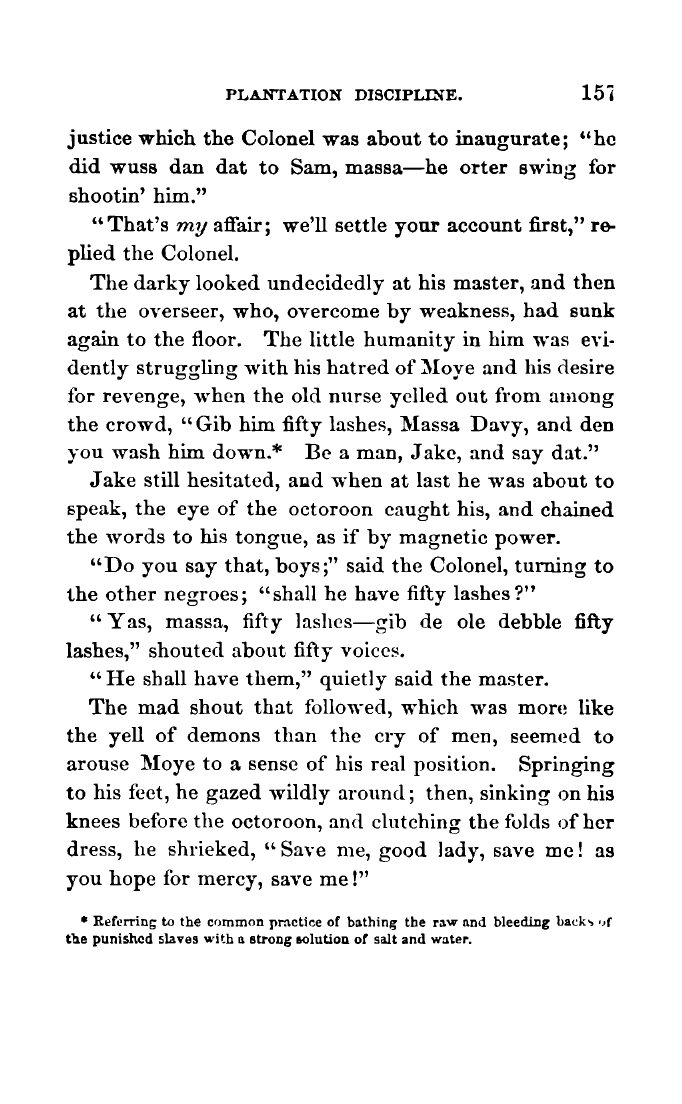 PLANTATION DISCIPLINE. 157
justice which the Colonel was about to inaugurate; "he
did wuss dan dat to Sam, massa—he orter swing for
shootin' him."
"That's my affair; we'll settle your account first," re-
plied the Colonel.
The darky looked undecidedly at his master, and then
at the overseer, who, overcome by weakness, had sunk
again to the floor. The little humanity in him was evi-
dently struggling with his hatred of Moye and his desire
for revenge, when the old nurse yelled out from among
the crowd, "Gib him fifty lashes, Massa Davy, and den
you wash him down.* Be a man, Jake, and say dat."
Jake still hesitated, and when at last he was about to
speak, the eye of the octoroon caught his, and chained
the words to his tongue, as if by magnetic power.
"Do you say that, boys;" said the Colonel, turning to
the other negroes; "shall he have fifty lashes?"
"Yas, massa, fifty lashes—gib de ole debble fifty
lashes," shouted about fifty voices.
"He shall have them," quietly said the master.
The mad shout that followed, which was more like
the yell of demons than the cry of men, seemed to
arouse Moye to a sense of his real position. Springing
to his feet, he gazed wildly around; then, sinking on his
knees before the octoroon, and clutching the folds of her
dress, he shrieked, "Save me, good lady, save me! as
you hope for mercy, save me!"
* Referring to the common practice of bathing the raw and bleeding backs of
the punished slaves with a strong solution of salt and water.